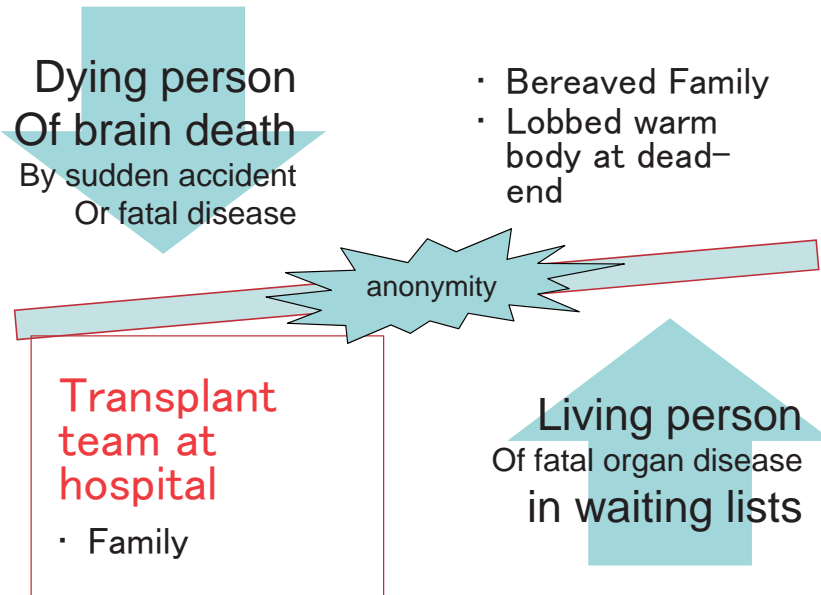 Dying person
Of brain death
By sudden accident
Or fatal disease
· Bereaved Family
· Lobbed warm
body at dead-
end
anonymity
Transplant
team at
hospital
· Family
Living person
Of fatal organ disease
in waiting lists